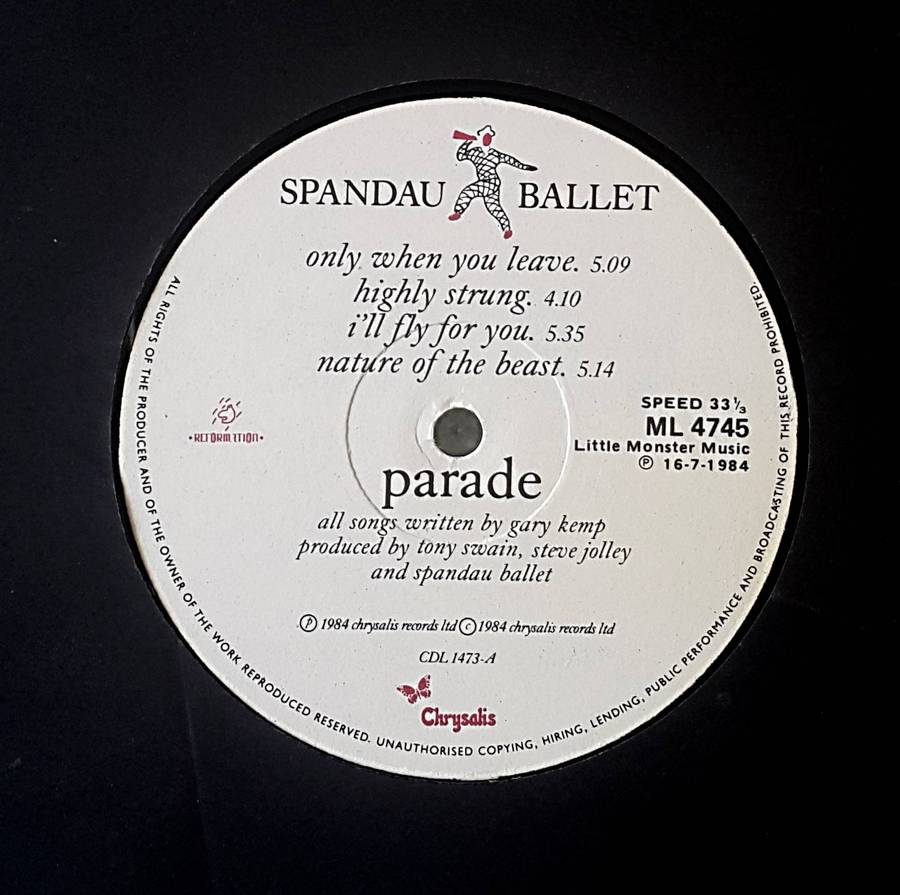 SPANDAU BALLET
only when you leave. 5.09
highly strung. 4.10
i'll fly for you. 5.35
nature of the beast. 5.14
SPEED 33 ⅓
ML 4745
Little Monster Music
℗ 16-7-1984
•REFORMATION•
parade
all songs written by gary kemp
produced by tony swain, steve jolley
and spandau ballet
℗ 1984 chrysalis records ltd © 1984 chrysalis records ltd
CDL 1473-A
Chrysalis
ALL RIGHTS OF THE PRODUCER AND OF THE OWNER OF THE WORK REPRODUCED RESERVED. UNAUTHORISED COPYING, HIRING, LENDING, PUBLIC PERFORMANCE AND BROADCASTING OF THIS RECORD PROHIBITED.